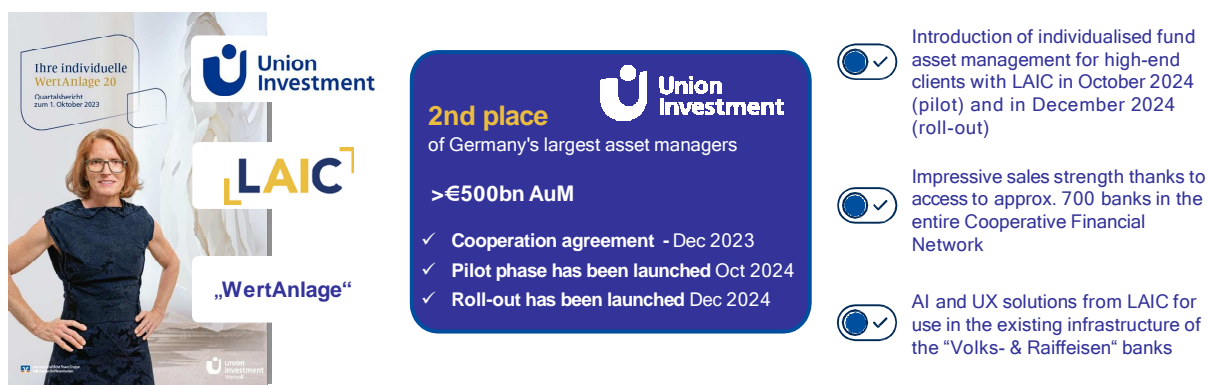 Ihre individuelle
WertAnlage 20
Quartalsbericht
zum 1. Oktober 2023
Union
Investment
LAIC
„WertAnlage“
Union
Investment
Union
Investment
2nd place
of Germany's largest asset managers
>€500bn AuM
✓ Cooperation agreement - Dec 2023
✓ Pilot phase has been launched Oct 2024
✓ Roll-out has been launched Dec 2024
Introduction of individualised fund
asset management for high-end
clients with LAIC in October 2024
(pilot) and in December 2024
(roll-out)
Impressive sales strength thanks to
access to approx. 700 banks in the
entire Cooperative Financial
Network
AI and UX solutions from LAIC for
use in the existing infrastructure of
the “Volks- & Raiffeisen“ banks